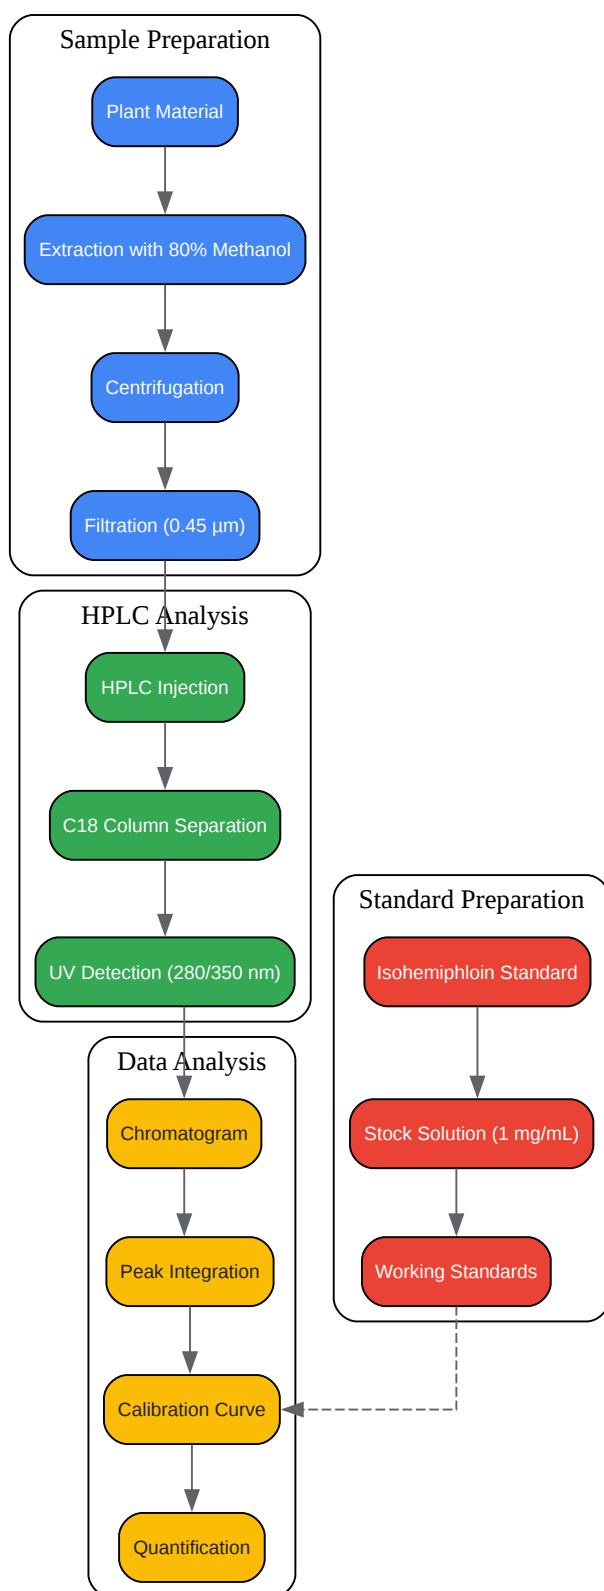 Sample Preparation
Plant Material
Extraction with 80% Methanol
Centrifugation
Filtration (0.45 µm)
HPLC Analysis
HPLC Injection
C18 Column Separation
UV Detection (280/350 nm)
Standard Preparation
Isohemiphloin Standard
Stock Solution (1 mg/mL)
Working Standards
Data Analysis
Chromatogram
Peak Integration
Calibration Curve
Quantification